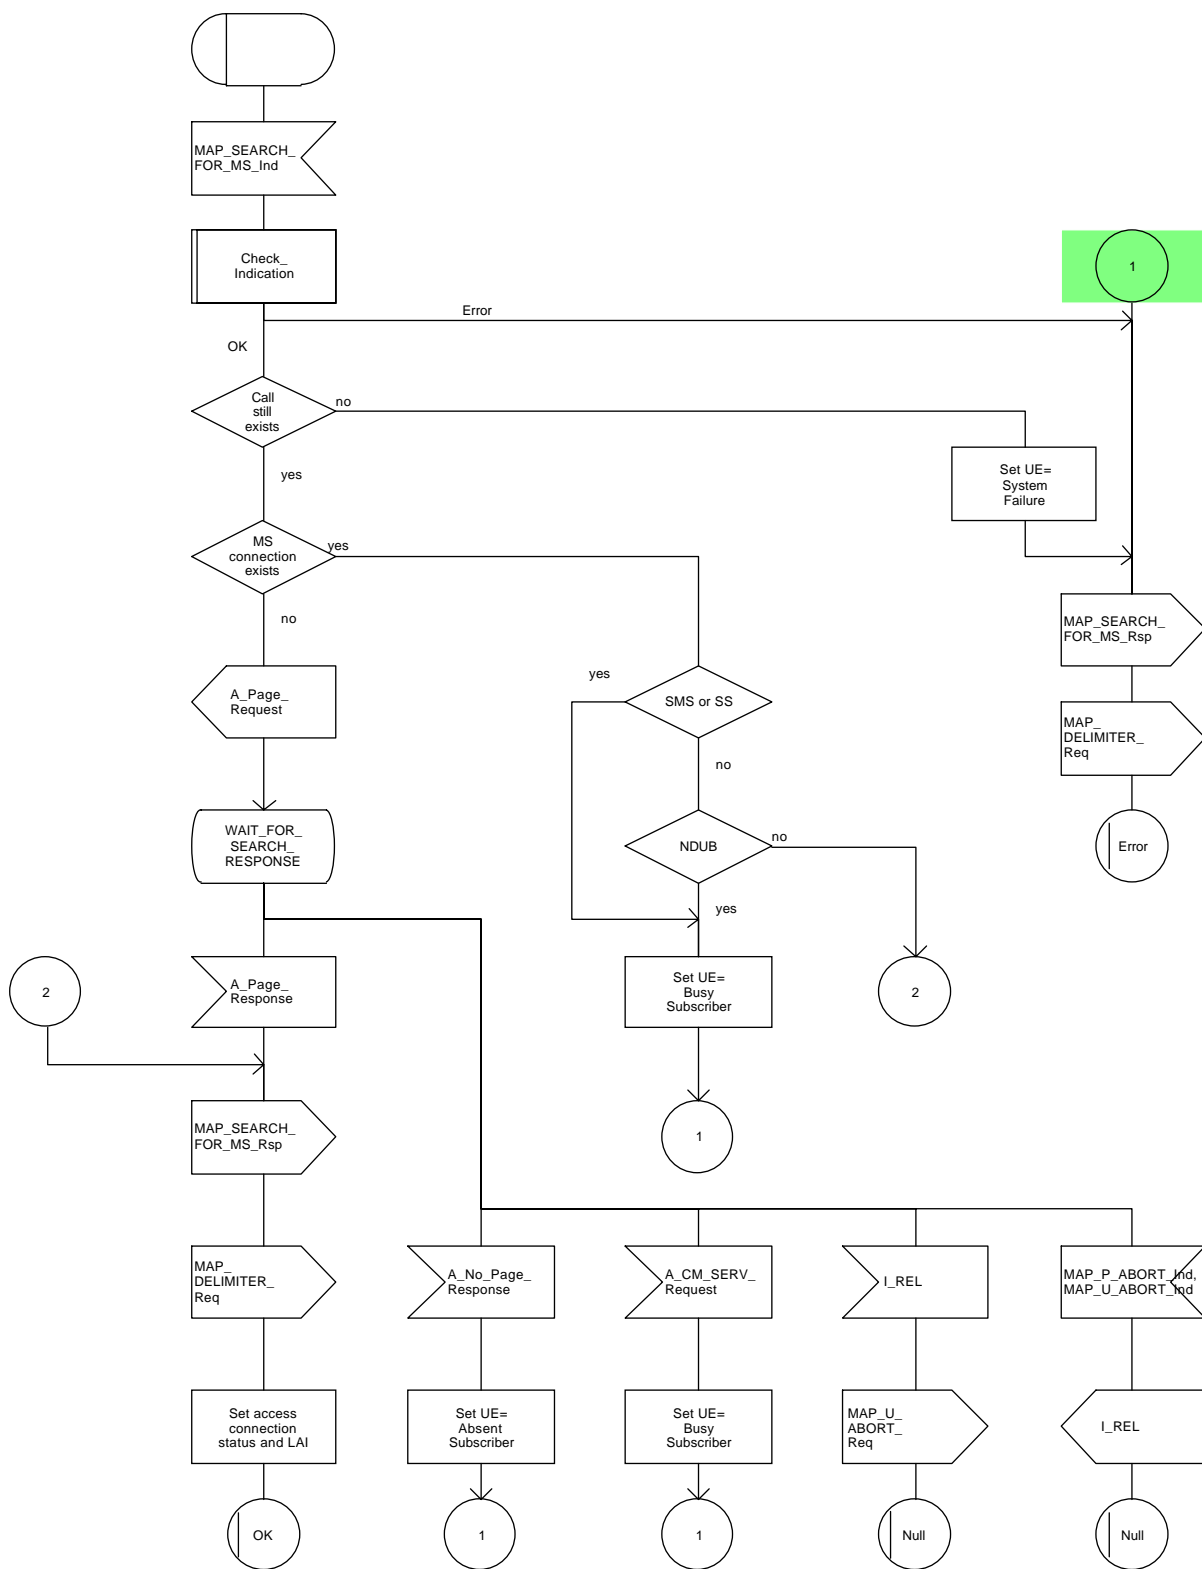 MAP_SEARCH_
FOR_MS_Ind
Check_
Indication
1
Error
OK
Call
still
exists
no
Set UE=
System
Failure
yes
MS
connection
exists
yes
no
MAP_SEARCH_
FOR_MS_Rsp
A_Page_
Request
yes
SMS or SS
MAP_
DELIMITER_
Req
no
WAIT_FOR_
SEARCH_
RESPONSE
NDUB
no
Error
yes
2
A_Page_
Response
Set UE=
Busy
Subscriber
2
MAP_SEARCH_
FOR_MS_Rsp
1
MAP_
DELIMITER_
Req
A_No_Page_
Response
A_CM_SERV_
Request
I_REL
MAP_P_ABORT_Ind,
MAP_U_ABORT_Ind
Set access
connection
status and LAI
Set UE=
Absent
Subscriber
Set UE=
Busy
Subscriber
MAP_U_
ABORT_
Req
I_REL
OK
1
1
Null
Null